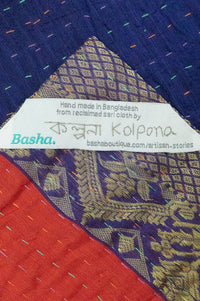 Hand made in Bangladesh
from reclaimed sari cloth by
কল্পনা Kolpona
Basha.
bashaboutique.com/artisan-stories